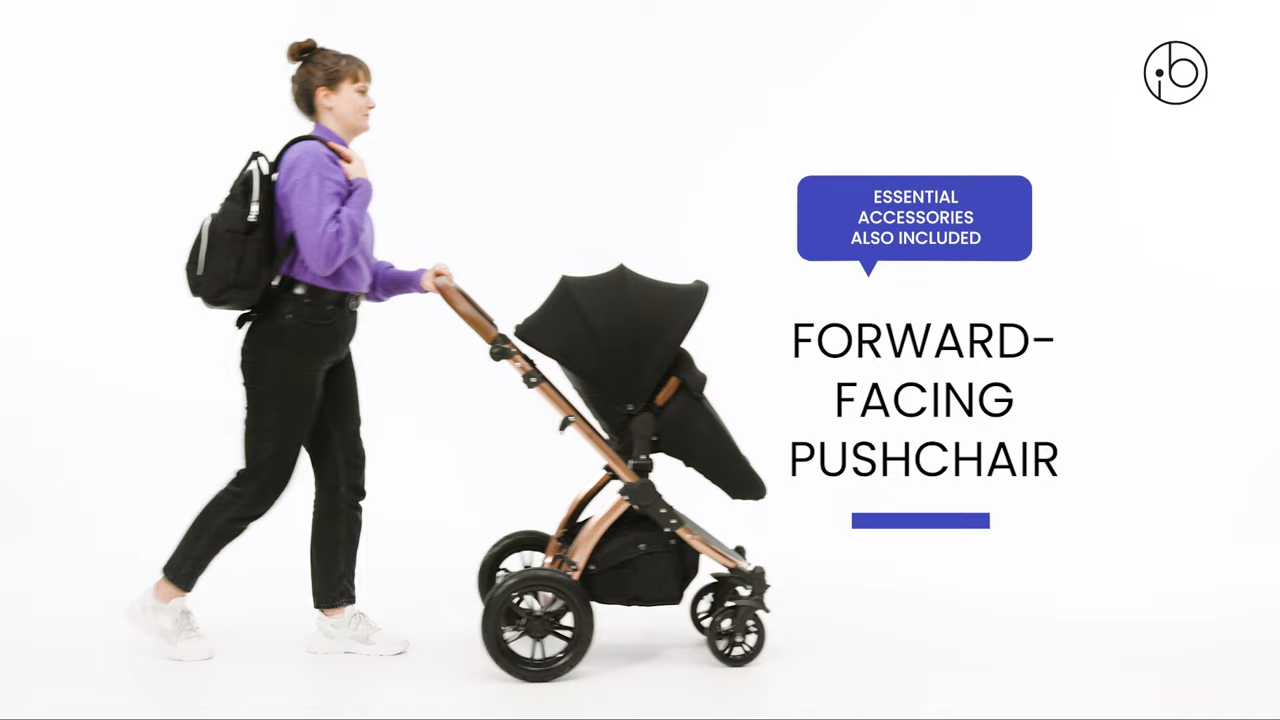 ESSENTIAL
ACCESSORIES
ALSO INCLUDED
FORWARD-
FACING
PUSHCHAIR